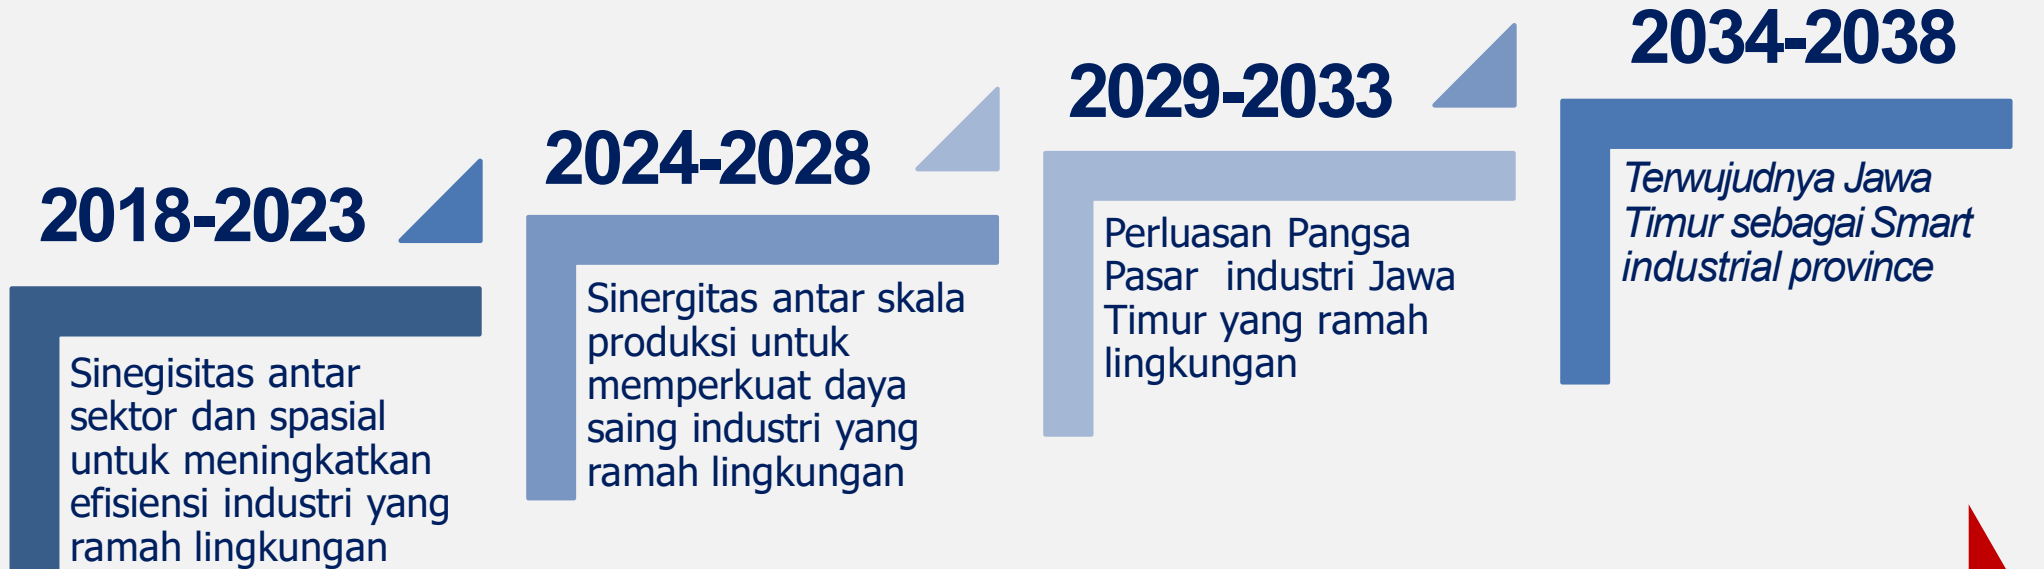 2018-2023
Sinegisitas antar
sektor dan spasial
untuk meningkatkan
efisiensi industri yang
ramah lingkungan
2024-2028
Sinergitas antar skala
produksi untuk
memperkuat daya
saing industri yang
ramah lingkungan
2029-2033
Perluasan Pangsa
Pasar industri Jawa
Timur yang ramah
lingkungan
2034-2038
Terwujudnya Jawa
Timur sebagai Smart
industrial province